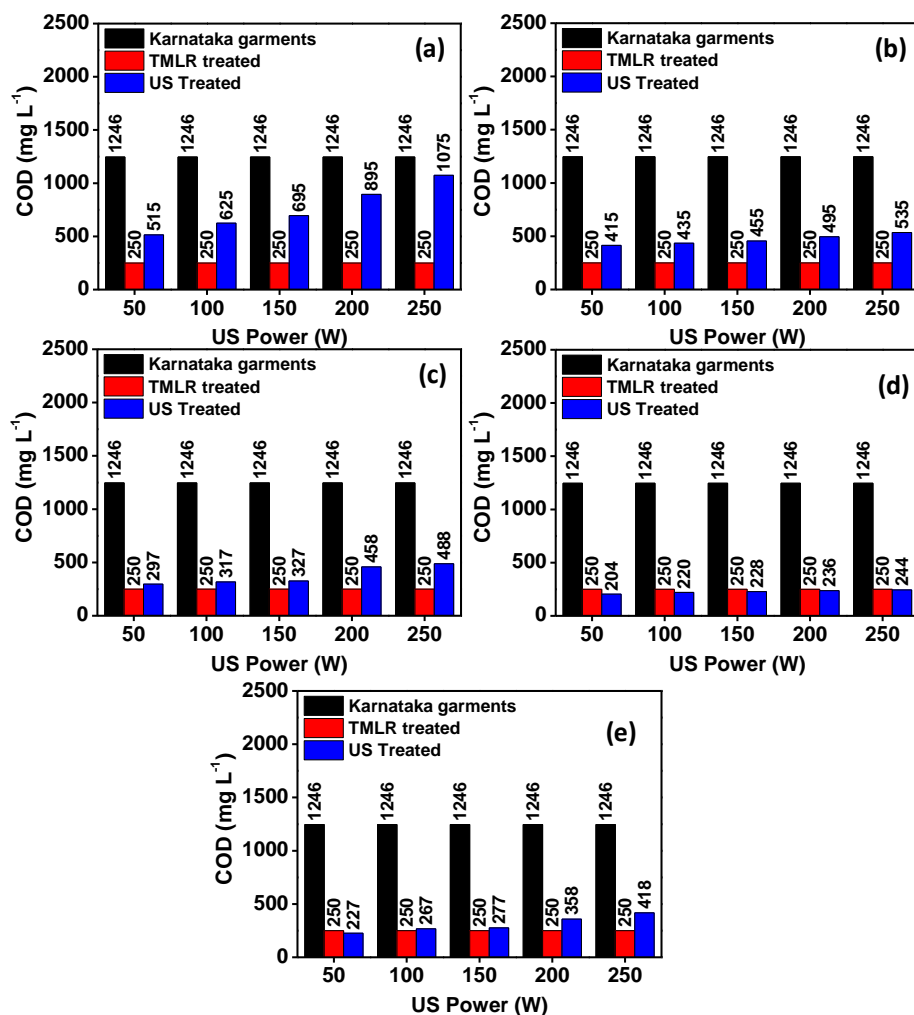 2500
2000
1500
1000
500
0
COD (mg L⁻¹)
Karnataka garments
TMLR treated
US Treated
(a)
1246 250 515
1246 250 625
1246 250 695
1246 250 895
1246 250 1075
50 100 150 200 250
US Power (W)
2500
2000
1500
1000
500
0
COD (mg L⁻¹)
Karnataka garments
TMLR treated
US Treated
(b)
1246 250 415
1246 250 435
1246 250 455
1246 250 495
1246 250 535
50 100 150 200 250
US Power (W)
2500
2000
1500
1000
500
0
COD (mg L⁻¹)
Karnataka garments
TMLR treated
US Treated
(c)
1246 250 297
1246 250 317
1246 250 327
1246 250 458
1246 250 488
50 100 150 200 250
US Power (W)
2500
2000
1500
1000
500
0
COD (mg L⁻¹)
Karnataka garments
TMLR treated
US Treated
(d)
1246 250 204
1246 250 220
1246 250 228
1246 250 236
1246 250 244
50 100 150 200 250
US Power (W)
2500
2000
1500
1000
500
0
COD (mg L⁻¹)
Karnataka garments
TMLR treated
US Treated
(e)
1246 250 227
1246 250 267
1246 250 277
1246 250 358
1246 250 418
50 100 150 200 250
US Power (W)